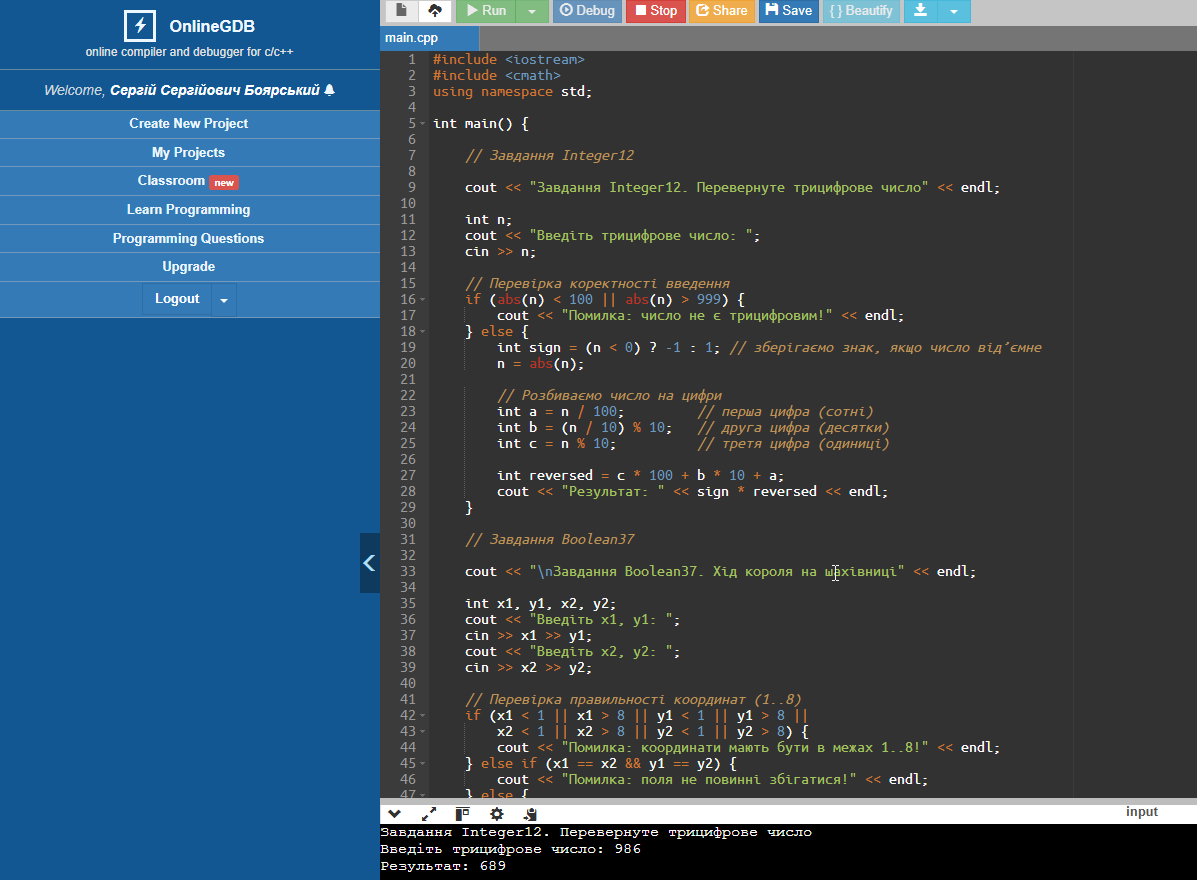 OnlineGDB
online compiler and debugger for c/c++
Welcome, Сергій Сергійович Боярський
Create New Project
My Projects
Classroom new
Learn Programming
Programming Questions
Upgrade
Logout
Run
Debug
Stop
Share
Save
{ } Beautify
main.cpp
1 #include <iostream>
2 #include <cmath>
3 using namespace std;
4
5 int main() {
6
7 // Завдання Integer12
8
9 cout << "Завдання Integer12. Перевернуте трицифрове число" << endl;
10
11 int n;
12 cout << "Введіть трицифрове число: ";
13 cin >> n;
14
15 // Перевірка коректності введення
16 if (abs(n) < 100 || abs(n) > 999) {
17 cout << "Помилка: число не є трицифровим!" << endl;
18 } else {
19 int sign = (n < 0) ? -1 : 1; // зберігаємо знак, якщо число від’ємне
20 n = abs(n);
21
22 // Розбиваємо число на цифри
23 int a = n / 100; // перша цифра (сотні)
24 int b = (n / 10) % 10; // друга цифра (десятки)
25 int c = n % 10; // третя цифра (одиниці)
26
27 int reversed = c * 100 + b * 10 + a;
28 cout << "Результат: " << sign * reversed << endl;
29 }
30
31 // Завдання Boolean37
32
33 cout << "\nЗавдання Boolean37. Хід короля на шахівниці" << endl;
34
35 int x1, y1, x2, y2;
36 cout << "Введіть x1, y1: ";
37 cin >> x1 >> y1;
38 cout << "Введіть x2, y2: ";
39 cin >> x2 >> y2;
40
41 // Перевірка правильності координат (1..8)
42 if (x1 < 1 || x1 > 8 || y1 < 1 || y1 > 8 ||
43 x2 < 1 || x2 > 8 || y2 < 1 || y2 > 8) {
44 cout << "Помилка: координати мають бути в межах 1..8!" << endl;
45 } else if (x1 == x2 && y1 == y2) {
46 cout << "Помилка: поля не повинні збігатися!" << endl;
47 } else {
input
Завдання Integer12. Перевернуте трицифрове число
Введіть трицифрове число: 986
Результат: 689